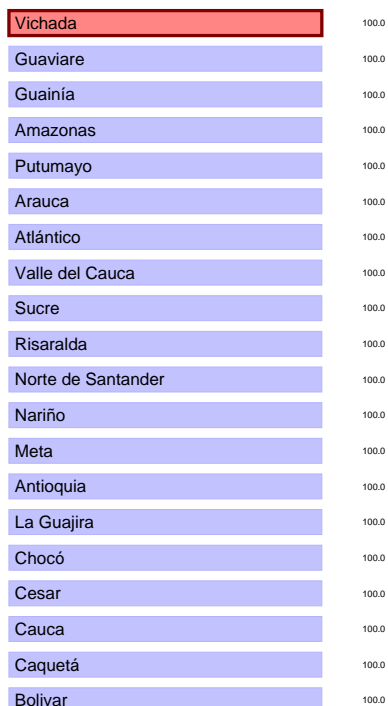 Vichada 100.0
Guaviare 100.0
Guainía 100.0
Amazonas 100.0
Putumayo 100.0
Arauca 100.0
Atlántico 100.0
Valle del Cauca 100.0
Sucre 100.0
Risaralda 100.0
Norte de Santander 100.0
Nariño 100.0
Meta 100.0
Antioquia 100.0
La Guajira 100.0
Chocó 100.0
Cesar 100.0
Cauca 100.0
Caquetá 100.0
Bolivar 100.0